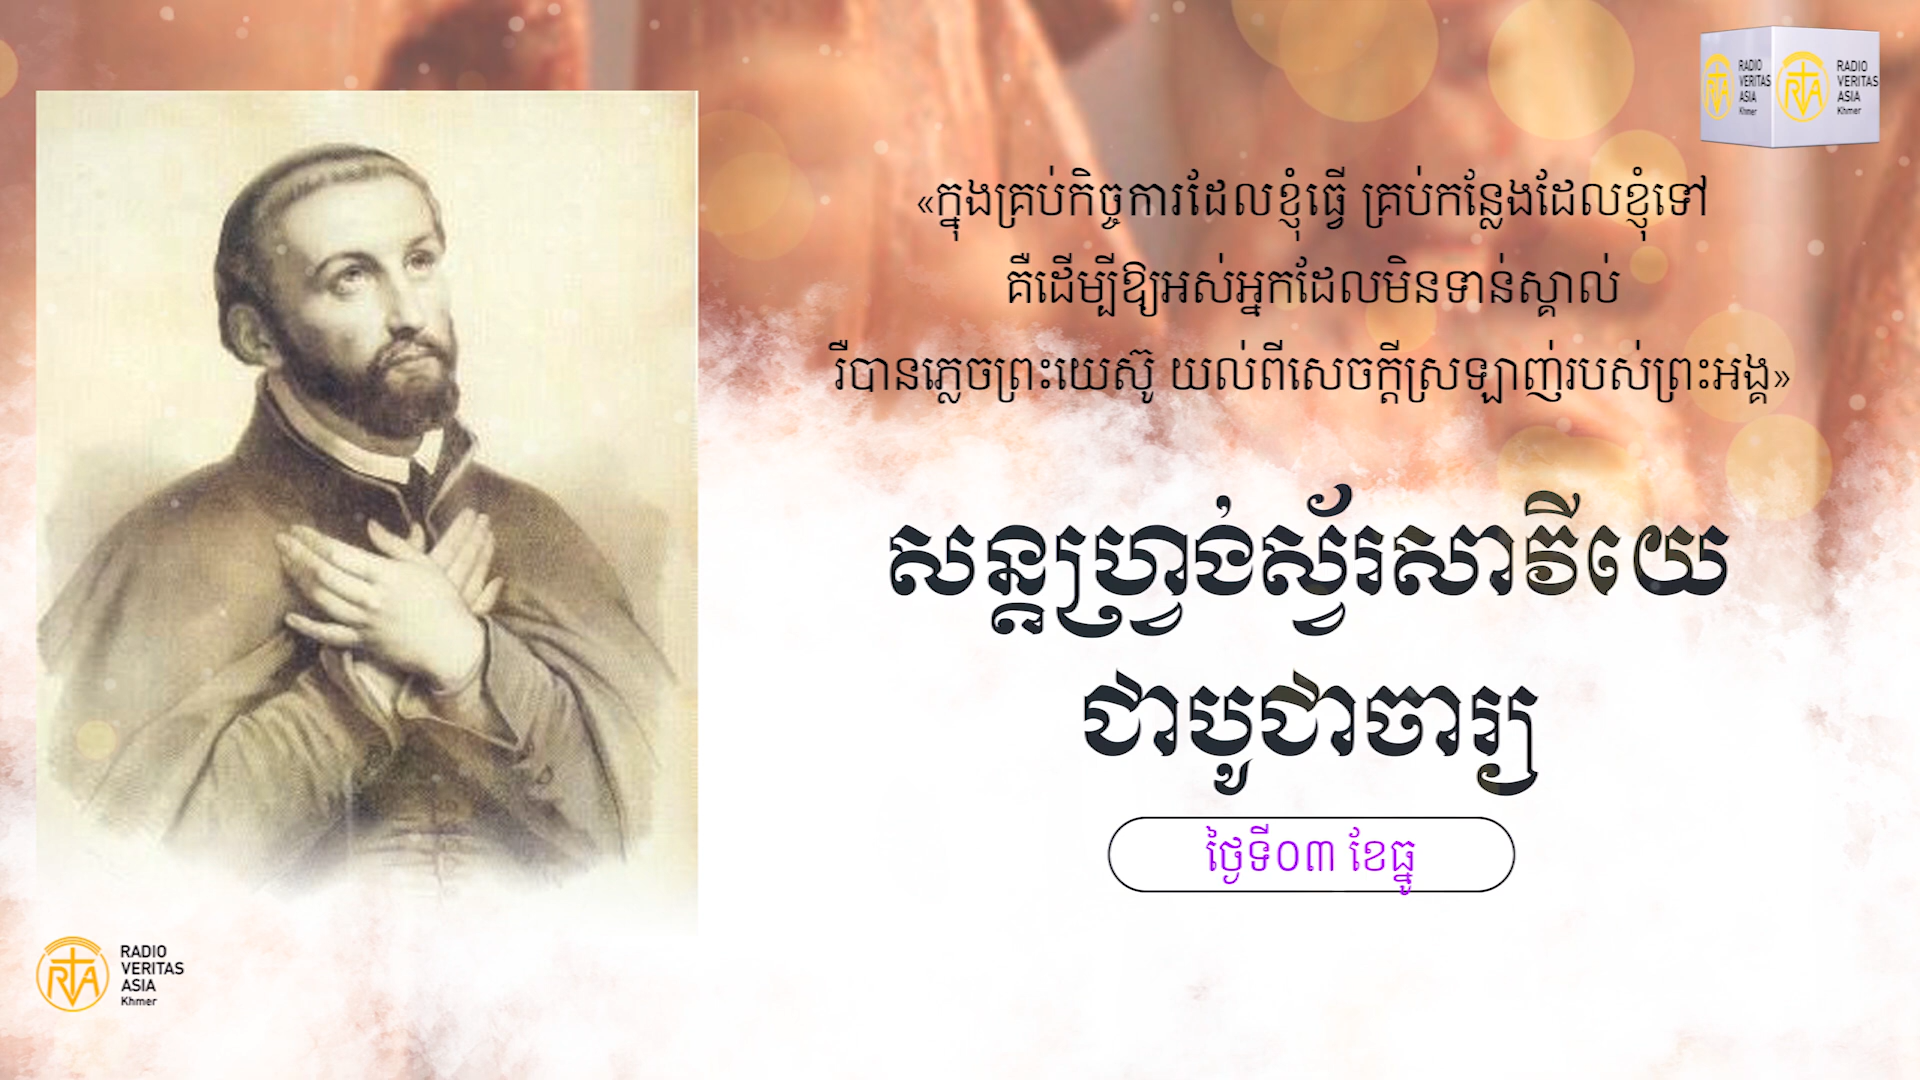 RADIO
VERITAS
ASIA
Khmer
RADIO
VERITAS
ASIA
Khmer
«ក្នុងគ្រប់កិច្ចការដែលខ្ញុំធ្វើ គ្រប់កន្លែងដែលខ្ញុំទៅ
គឺដើម្បីឱ្យអស់អ្នកដែលមិនទាន់ស្គាល់
រឺបានភ្លេចព្រះយេស៊ូ យល់ពីសេចក្ដីស្រឡាញ់របស់ព្រះអង្គ»
សន្ដហ្វ្រង់ស្វ័រសាវីយេ
ជាបូជាចារ្យ
ថ្ងៃទី០៣ ខែធ្នូ
RADIO
VERITAS
ASIA
Khmer